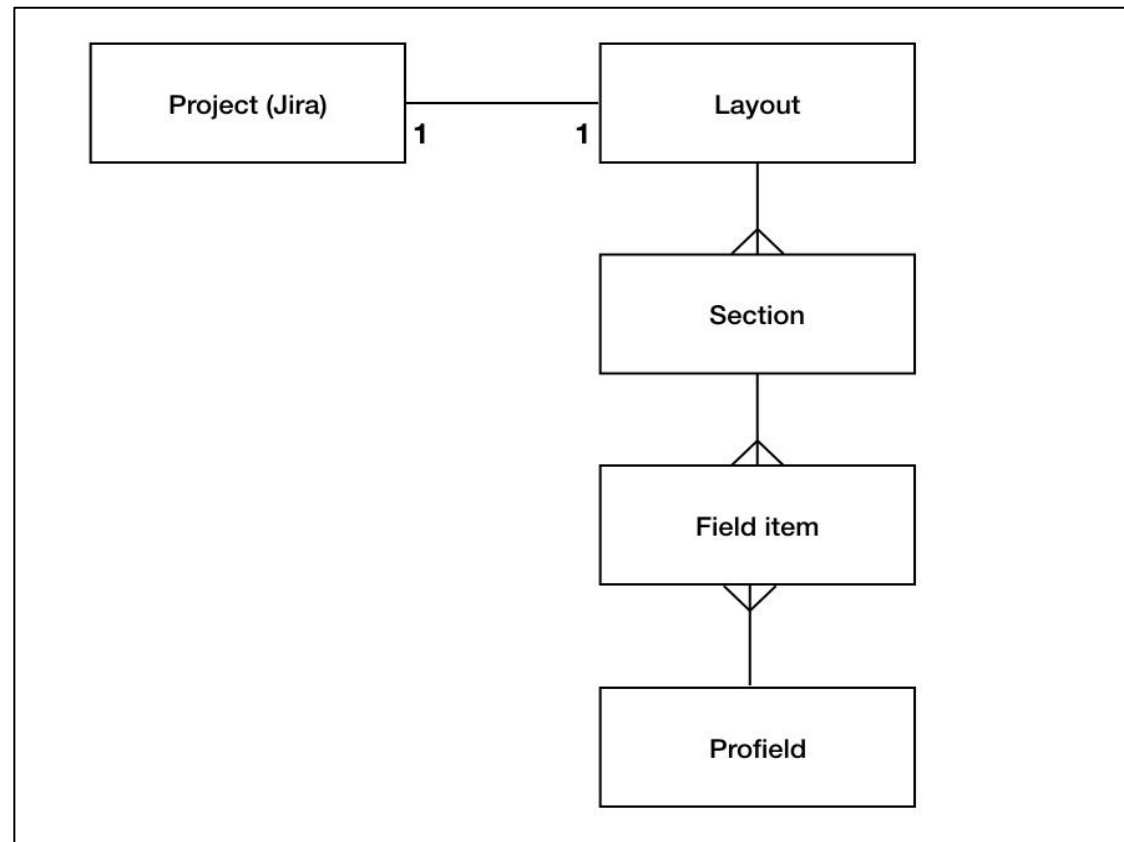 Project (Jira)
Layout
1
1
Section
Field item
Profield